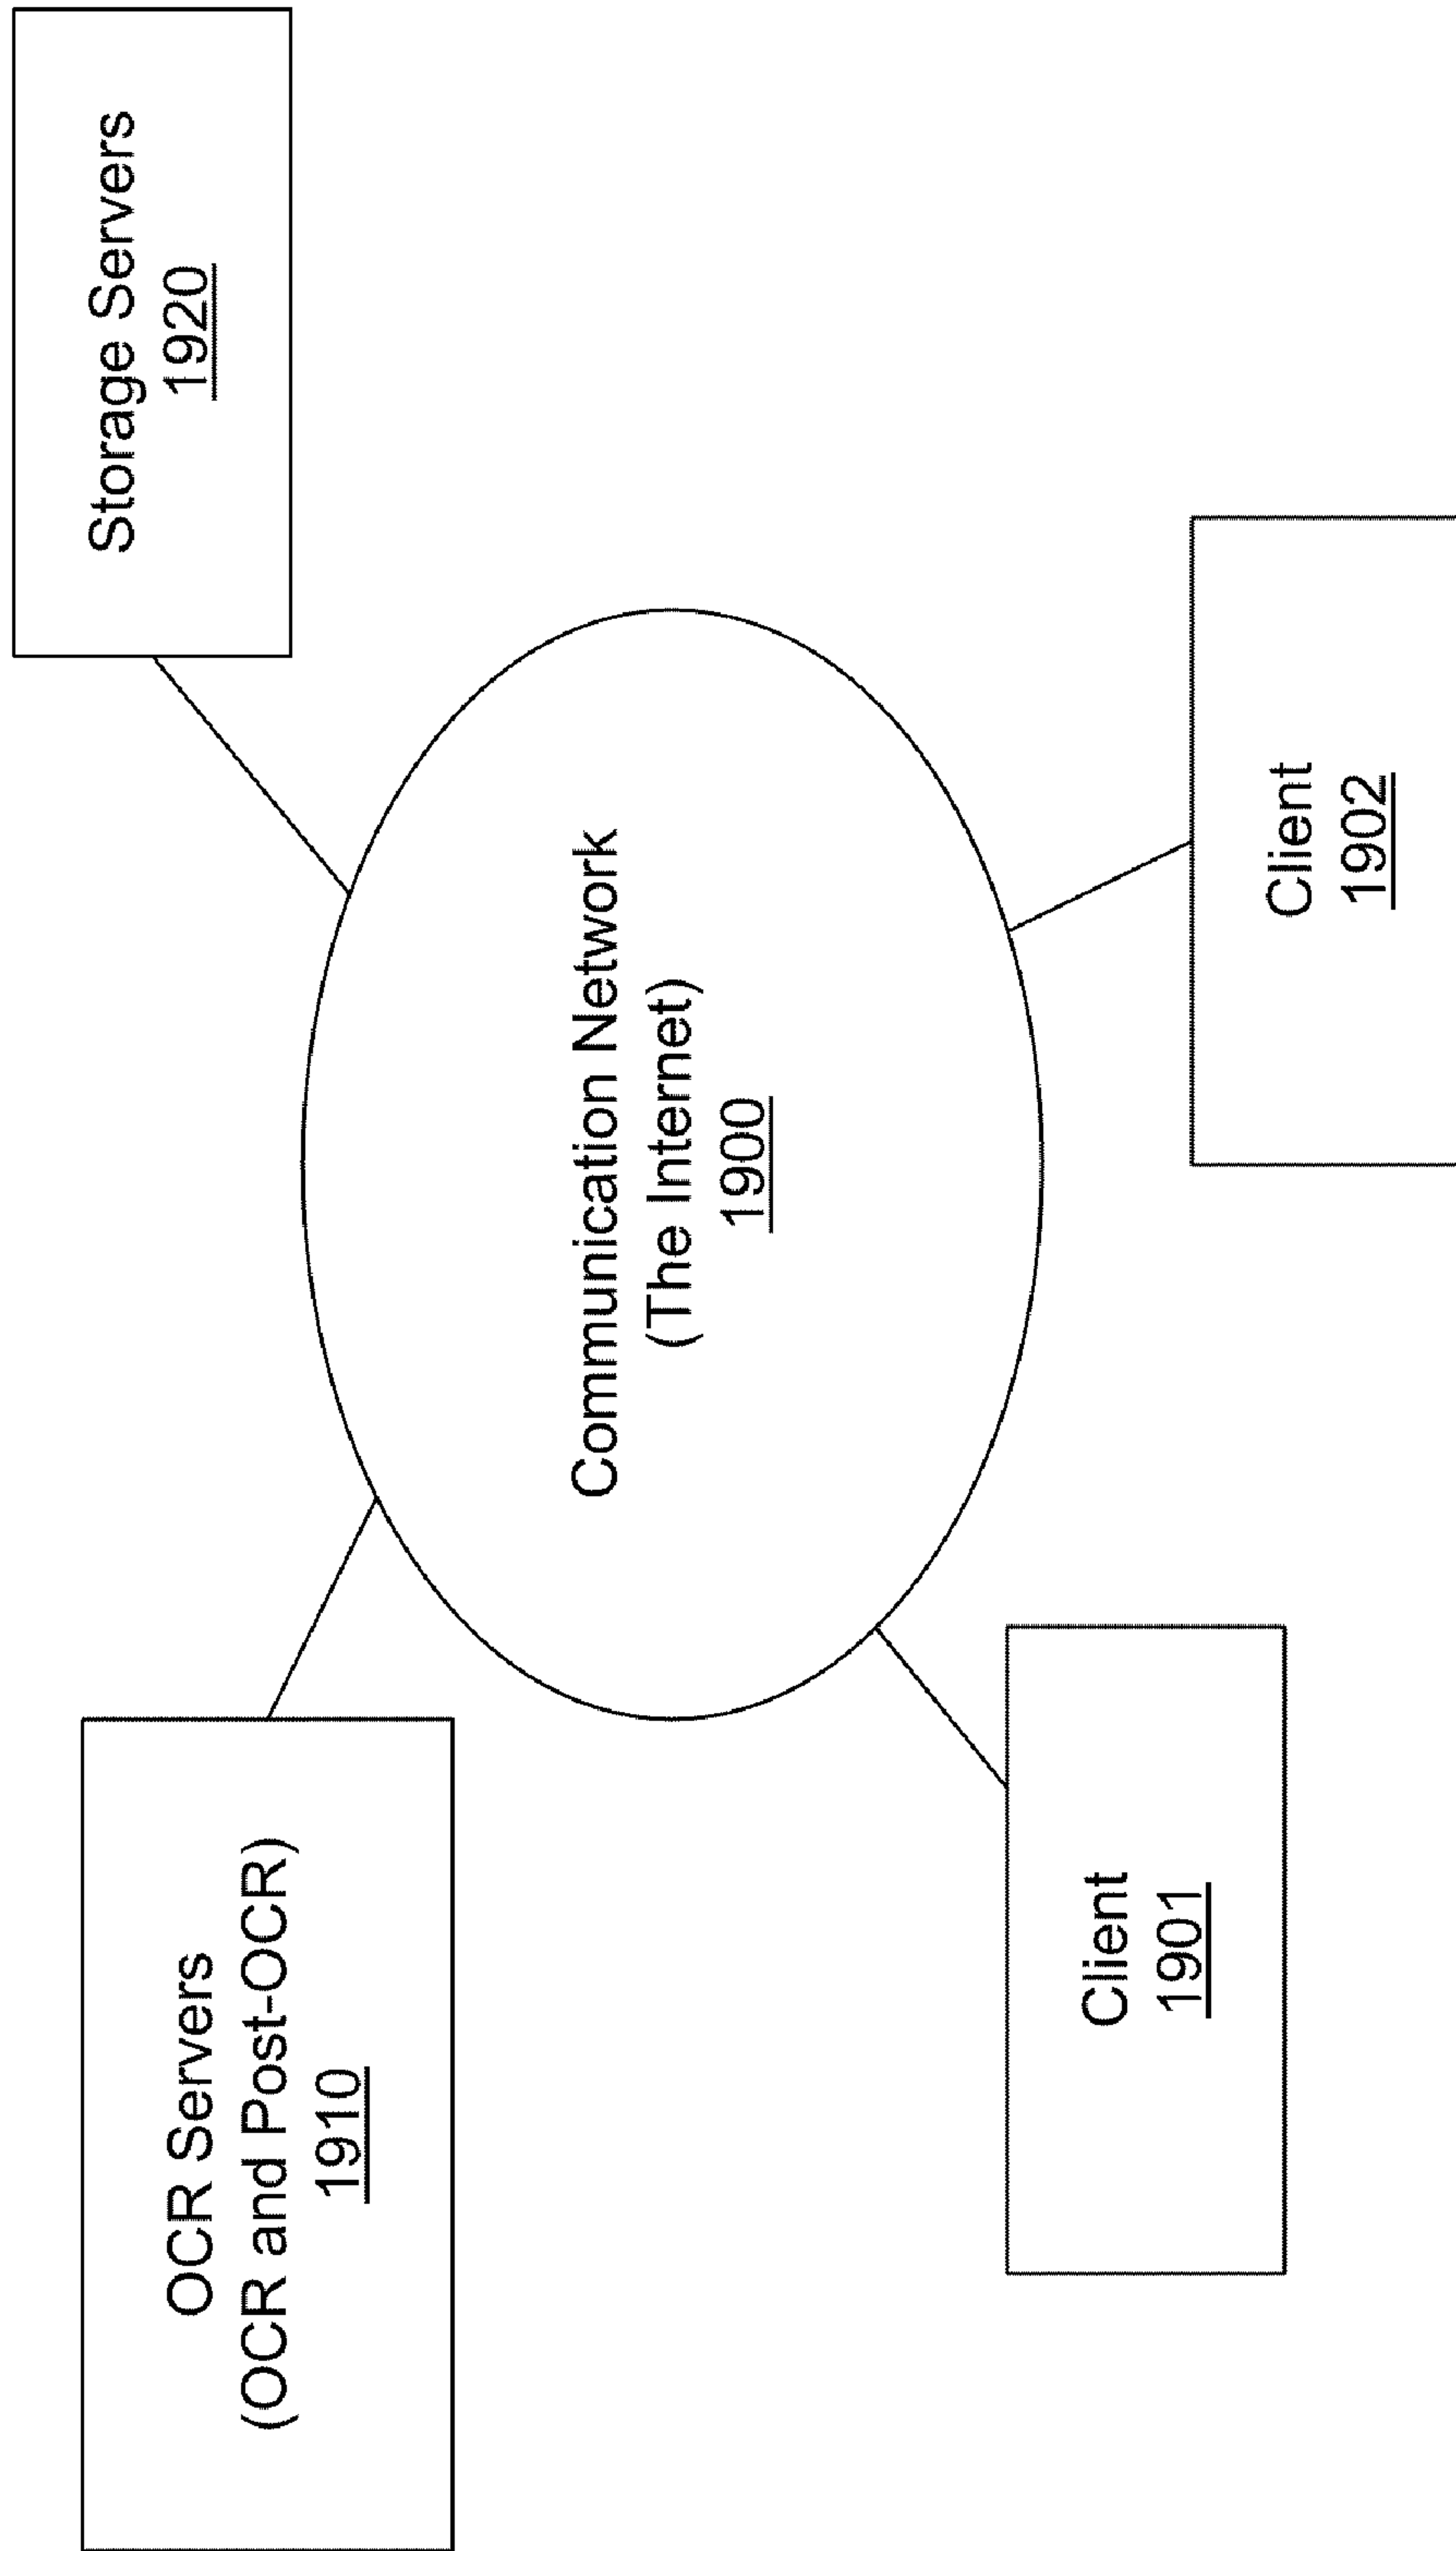 OCR Servers
(OCR and Post-OCR)
1910
Storage Servers
1920
Communication Network
(The Internet)
1900
Client
1901
Client
1902